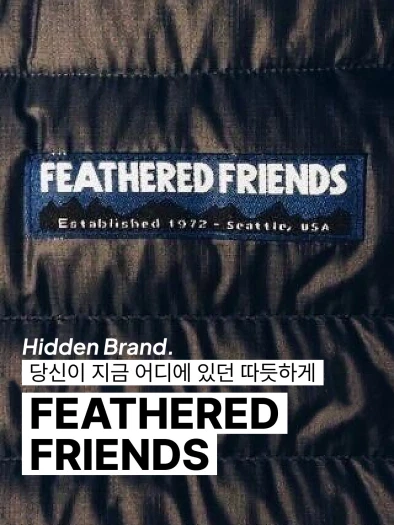 FEATHERED FRIENDS
Established 1972 - Seattle, USA
Hidden Brand.
당신이 지금 어디에 있던 따듯하게
FEATHERED
FRIENDS